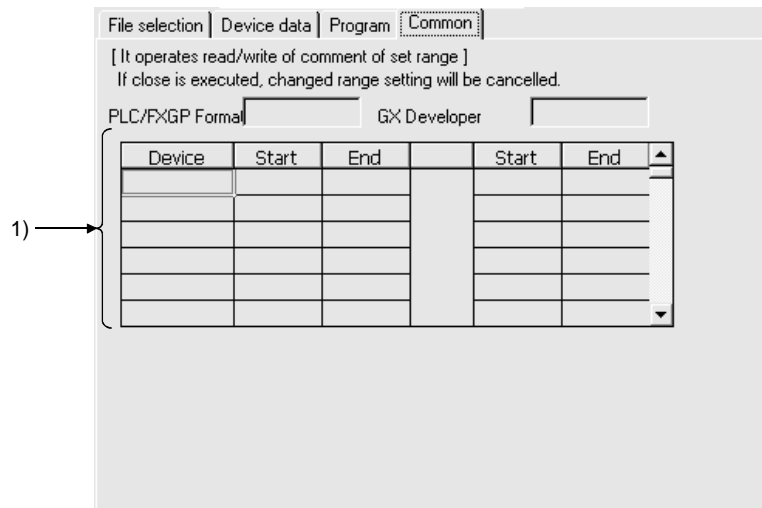 File selection Device data Program Common
[ It operates read/write of comment of set range ]
If close is executed, changed range setting will be cancelled.
PLC/FXGP Format GX Developer
Device Start End Start End
1)